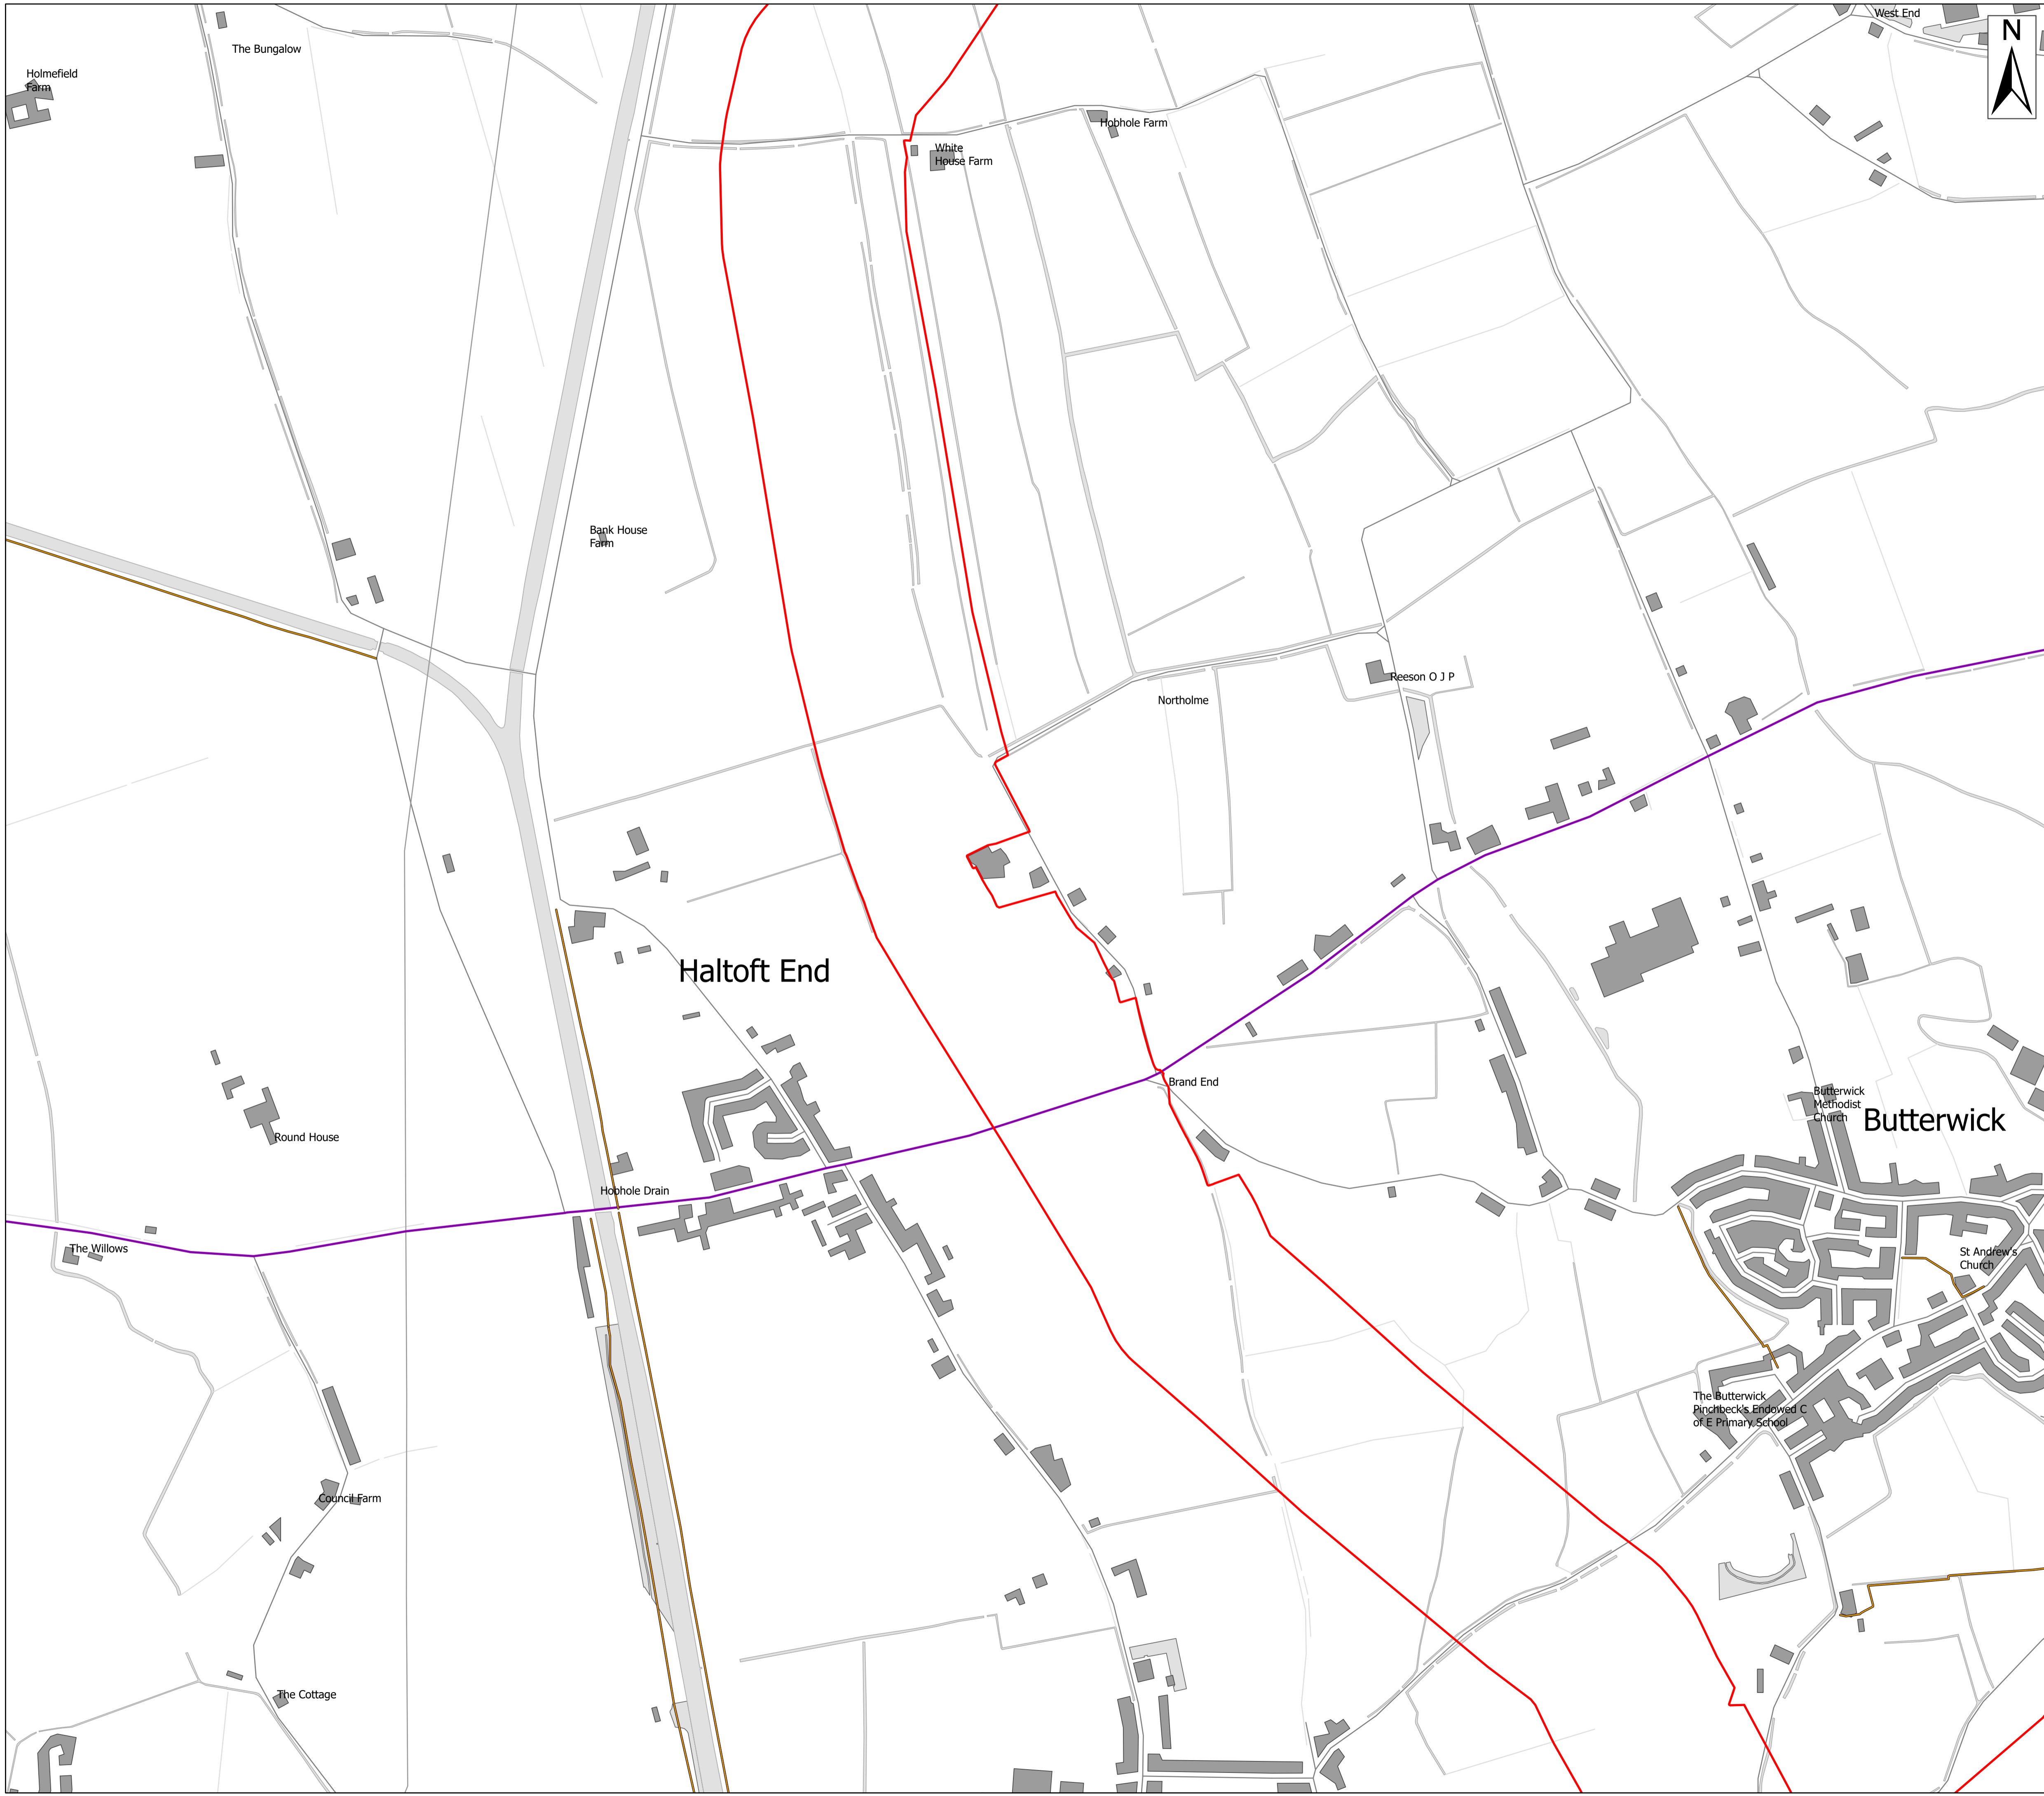 West End
N
The Bungalow
Holmefield
Farm
Hobhole Farm
White
House Farm
Bank House
Farm
Reeson O J P
Northolme
Haltoft End
Brand End
Butterwick
Methodist
Church
Butterwick
Round House
Hobhole Drain
The Willows
St Andrew's
Church
The Butterwick
Pinchbeck's Endowed C
of E Primary School
Council Farm
The Cottage